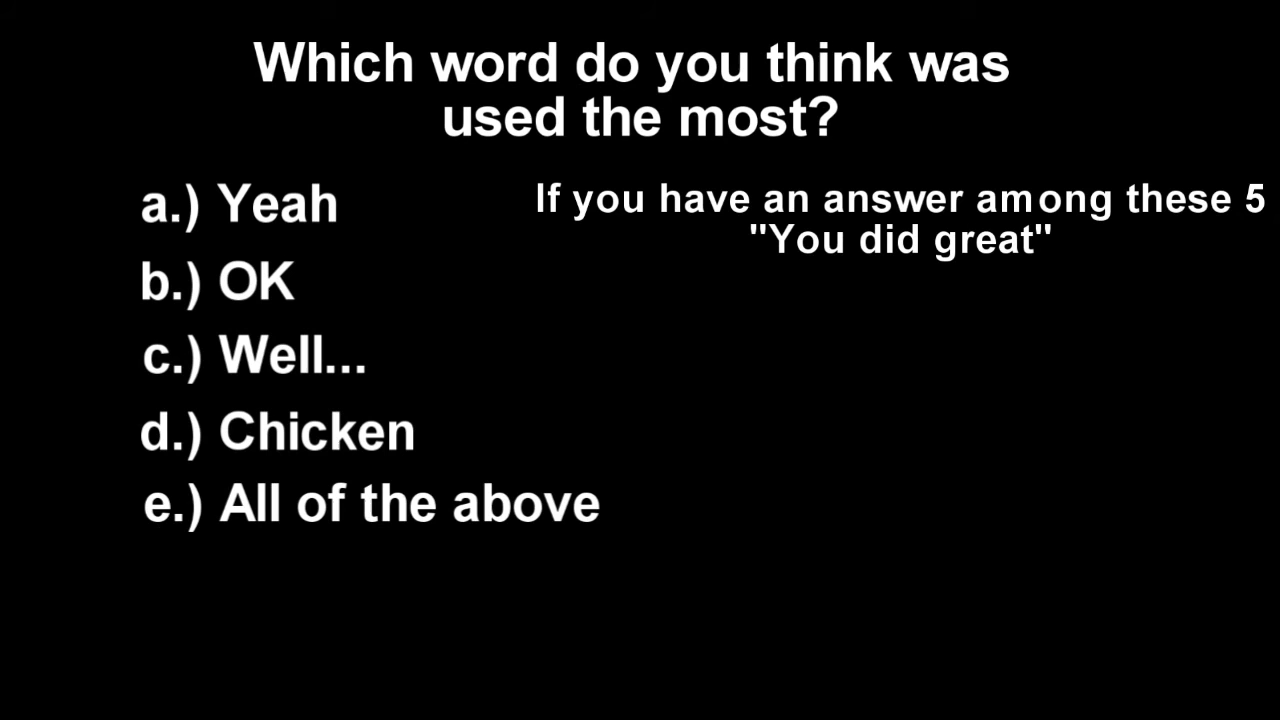 Which word do you think was
used the most?
a.) Yeah
If you have an answer among these 5
"You did great"
b.) OK
c.) Well...
d.) Chicken
e.) All of the above